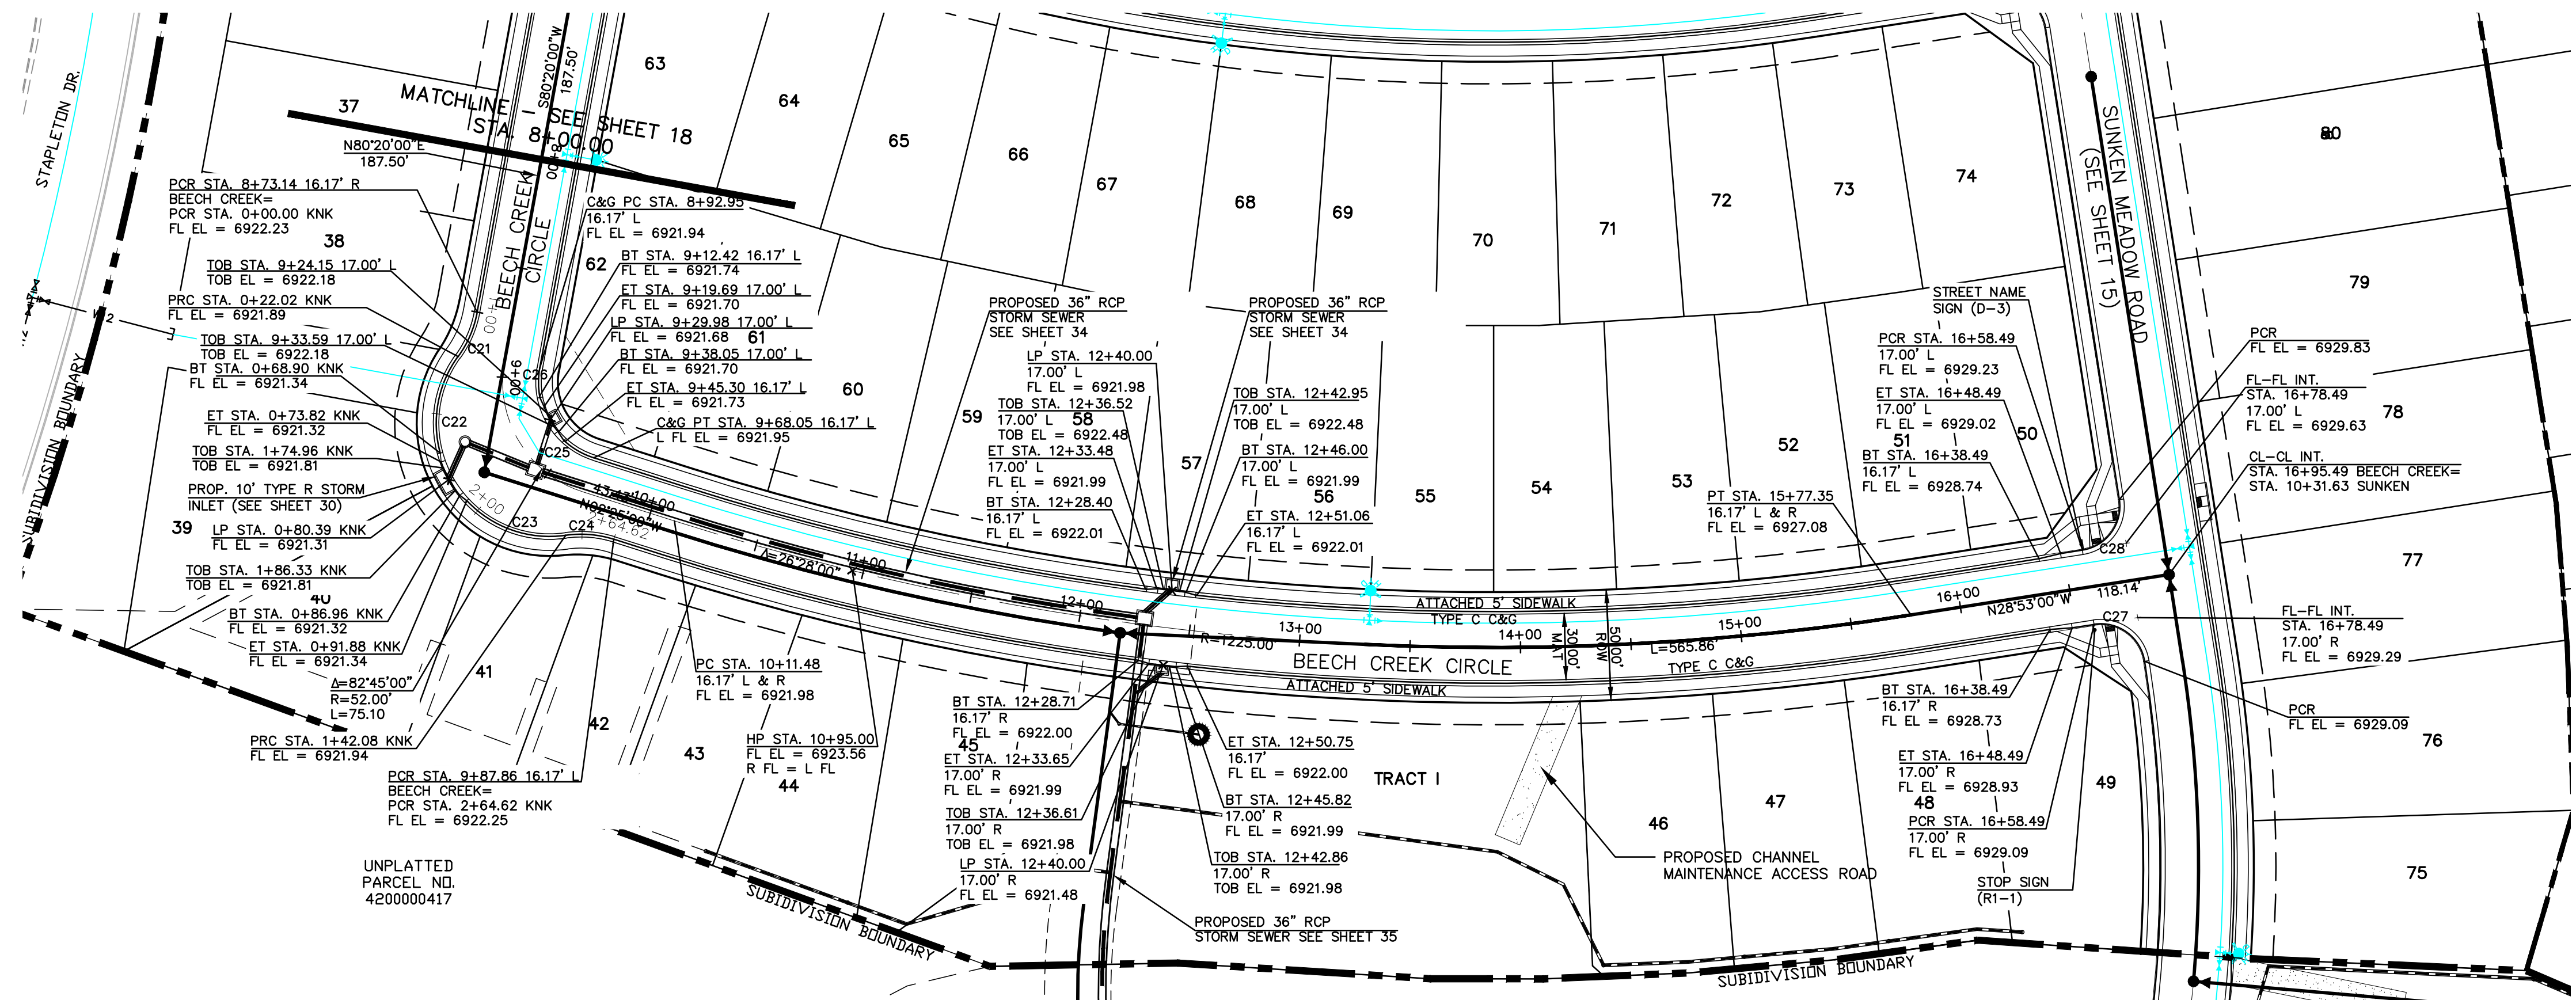 STAPLETON DR.
37
MATCHLINE - SEE SHEET 18
STA. 8+00.00
S80°20'00"W
187.50'
N80°20'00"E
187.50'
8+00
63
64
65
66
67
68
69
70
71
72
73
74
80
79
78
77
76
75
PCR STA. 8+73.14 16.17' R
BEECH CREEK=
PCR STA. 0+00.00 KNK
FL EL = 6922.23
38
TOB STA. 9+24.15 17.00' L
TOB EL = 6922.18
PRC STA. 0+22.02 KNK
FL EL = 6921.89
TOB STA. 9+33.59 17.00' L
TOB EL = 6922.18
BT STA. 0+68.90 KNK
FL EL = 6921.34
ET STA. 0+73.82 KNK
FL EL = 6921.32
TOB STA. 1+74.96 KNK
TOB EL = 6921.81
PROP. 10' TYPE R STORM
INLET (SEE SHEET 30)
39
LP STA. 0+80.39 KNK
FL EL = 6921.31
TOB STA. 1+86.33 KNK
TOB EL = 6921.81
40
BT STA. 0+86.96 KNK
FL EL = 6921.32
ET STA. 0+91.88 KNK
FL EL = 6921.34
Δ=82°45'00"
R=52.00'
L=75.10
PRC STA. 1+42.08 KNK
FL EL = 6921.94
PCR STA. 9+87.86 16.17' L
BEECH CREEK=
PCR STA. 2+64.62 KNK
FL EL = 6922.25
UNPLATTED
PARCEL NO.
4200000417
SUBDIVISION BOUNDARY
BEECH CREEK
CIRCLE
C&G PC STA. 8+92.95
16.17' L
FL EL = 6921.94
62
BT STA. 9+12.42 16.17' L
FL EL = 6921.74
ET STA. 9+19.69 17.00' L
FL EL = 6921.70
LP STA. 9+29.98 17.00' L
FL EL = 6921.68
61
BT STA. 9+38.05 17.00' L
FL EL = 6921.70
ET STA. 9+45.30 16.17' L
FL EL = 6921.73
C&G PT STA. 9+68.05 16.17' L
L FL EL = 6921.95
60
9+00
C21
C22
C23
C24
C25
C26
2+00
2+64.62
43.43'
10+00
N02°25'00"W
Δ=26°28'00"
11+00
12+00
41
42
43
44
45
PC STA. 10+11.48
16.17' L & R
FL EL = 6921.98
HP STA. 10+95.00
FL EL = 6923.56
R FL = L FL
PROPOSED 36" RCP
STORM SEWER
SEE SHEET 34
59
LP STA. 12+40.00
17.00' L
FL EL = 6921.98
TOB STA. 12+36.52
17.00' L
TOB EL = 6922.48
58
ET STA. 12+33.48
17.00' L
FL EL = 6921.99
BT STA. 12+28.40
16.17' L
FL EL = 6922.01
57
PROPOSED 36" RCP
STORM SEWER
SEE SHEET 34
TOB STA. 12+42.95
17.00' L
TOB EL = 6922.48
BT STA. 12+46.00
17.00' L
FL EL = 6921.99
56
ET STA. 12+51.06
16.17' L
FL EL = 6922.01
55
54
53
52
51
50
R=1225.00
13+00
14+00
15+00
16+00
ATTACHED 5' SIDEWALK
TYPE C C&G
30.00'
MAT
50.00'
ROW
L=565.86'
BEECH CREEK CIRCLE
TYPE C C&G
ATTACHED 5' SIDEWALK
N28°53'00"W
118.14'
BT STA. 12+28.71
16.17' R
FL EL = 6922.00
ET STA. 12+33.65
17.00' R
FL EL = 6921.99
TOB STA. 12+36.61
17.00' R
TOB EL = 6921.98
LP STA. 12+40.00
17.00' R
FL EL = 6921.48
ET STA. 12+50.75
16.17'
FL EL = 6922.00
BT STA. 12+45.82
17.00' R
FL EL = 6921.99
TOB STA. 12+42.86
17.00' R
TOB EL = 6921.98
PROPOSED 36" RCP
STORM SEWER SEE SHEET 35
SUBIDIVISION BOUNDARY
TRACT I
PROPOSED CHANNEL
MAINTENANCE ACCESS ROAD
46
47
48
49
SUBDIVISION BOUNDARY
STREET NAME
SIGN (D-3)
PCR STA. 16+58.49
17.00' L
FL EL = 6929.23
ET STA. 16+48.49
17.00' L
FL EL = 6929.02
BT STA. 16+38.49
16.17' L
FL EL = 6928.74
PT STA. 15+77.35
16.17' L & R
FL EL = 6927.08
SUNKEN MEADOW ROAD
(SEE SHEET 15)
C28
C27
PCR
FL EL = 6929.83
FL-FL INT.
STA. 16+78.49
17.00' L
FL EL = 6929.63
CL-CL INT.
STA. 16+95.49 BEECH CREEK=
STA. 10+31.63 SUNKEN
FL-FL INT.
STA. 16+78.49
17.00' R
FL EL = 6929.29
PCR
FL EL = 6929.09
BT STA. 16+38.49
16.17' R
FL EL = 6928.73
ET STA. 16+48.49
17.00' R
FL EL = 6928.93
PCR STA. 16+58.49
17.00' R
FL EL = 6929.09
STOP SIGN
(R1-1)